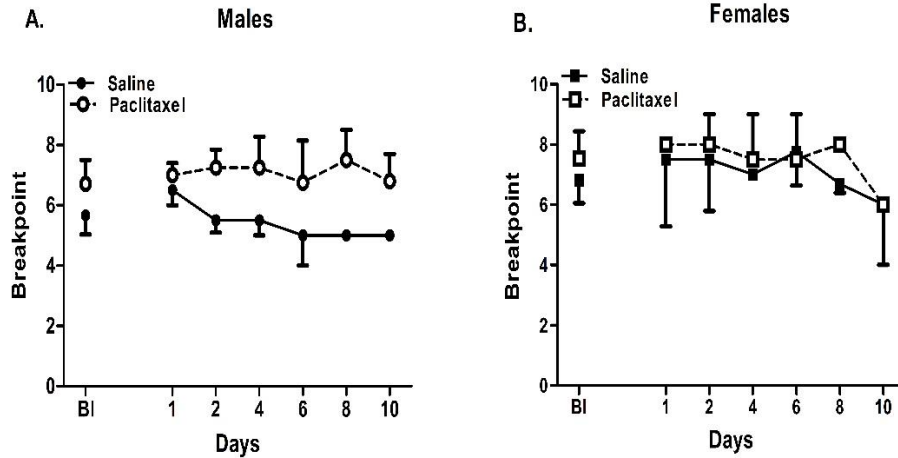 A.
Males
Saline
Paclitaxel
Breakpoint
10
8
6
4
2
0
Bl
1 2 4 6 8 10
Days
B.
Females
Saline
Paclitaxel
Breakpoint
10
8
6
4
2
0
Bl
1 2 4 6 8 10
Days